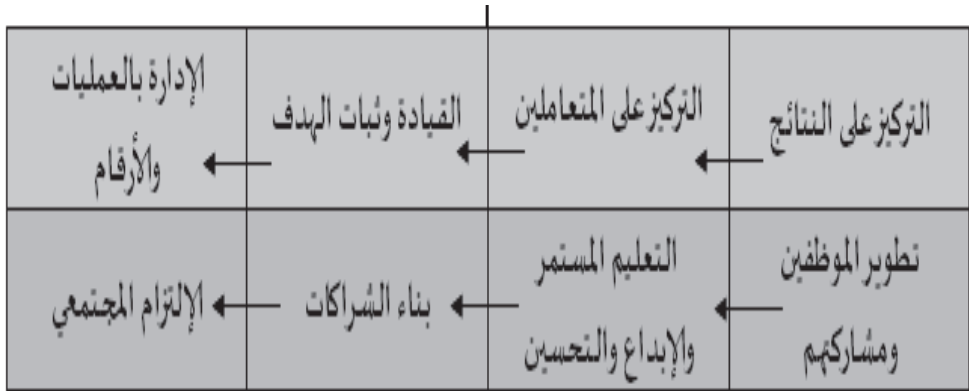 التركيز على النتائج
التركيز على المتعاملين
القيادة وثبات الهدف
الإدارة بالعمليات
والأرقام
تطوير الموظفين
ومشاركتهم
التعليم المستمر
والإبداع والتحسين
بناء الشراكات
الإلتزام المجتمعي